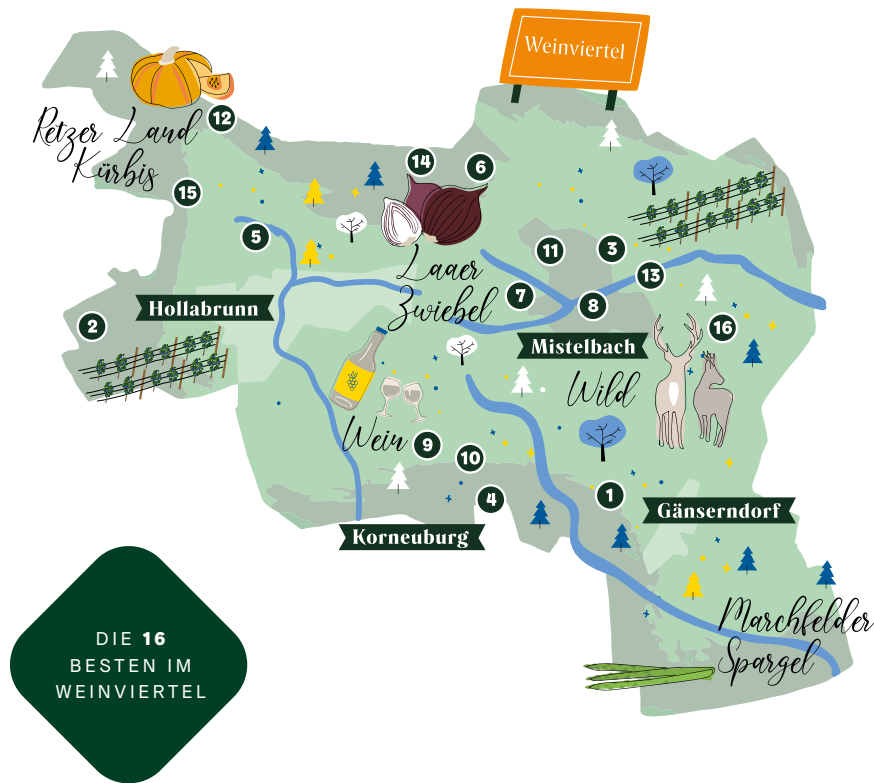 Weinviertel
Retzer Land
Kürbis
12
14
6
15
5
11
3
13
Laaer
Zwiebel
7
8
2
Hollabrunn
16
Mistelbach
Wild
Wein
9
10
4
1
Gänserndorf
Korneuburg
Marchfelder
Spargel
DIE 16
BESTEN IM
WEINVIERTEL